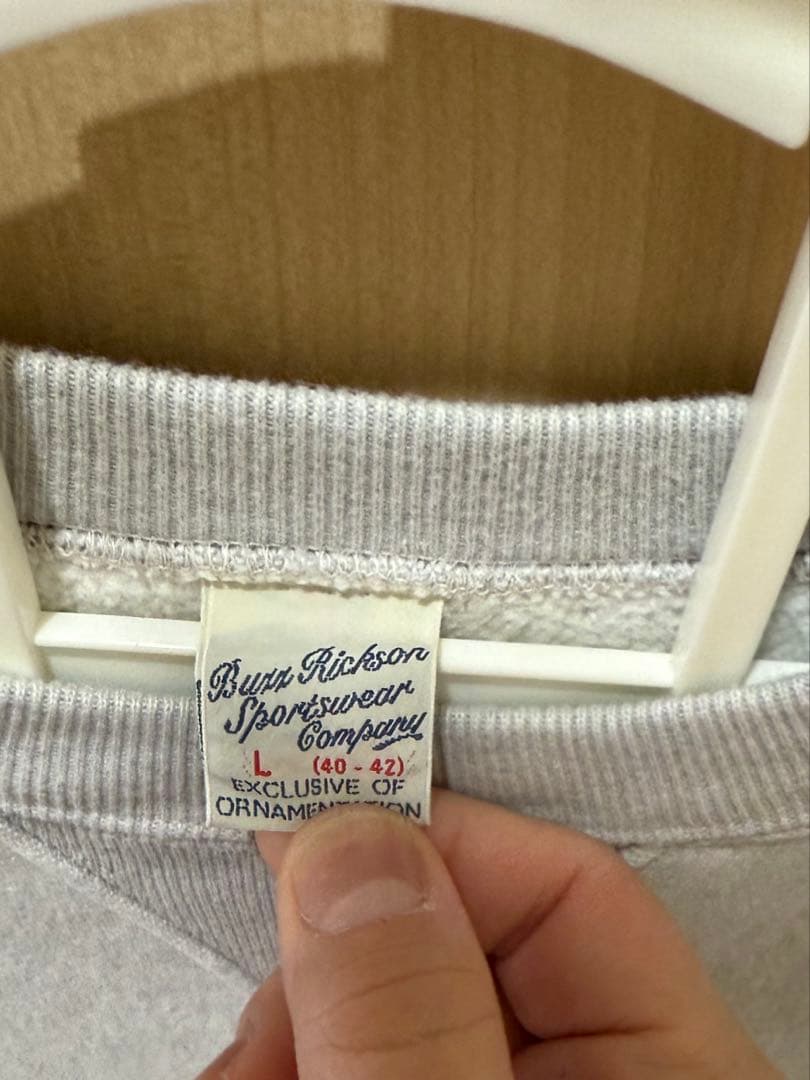 Buzz Rickson
Sportswear
Company
L (40 - 42)
EXCLUSIVE OF
ORNAMENTATION